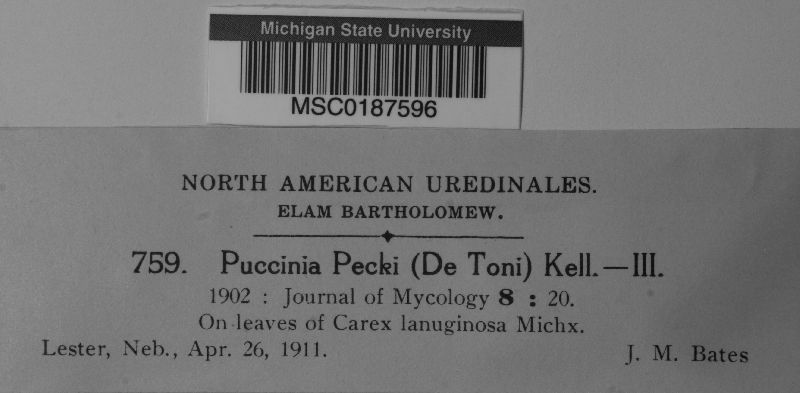 Michigan State University
MSC0187596
NORTH AMERICAN UREDINALES.
ELAM BARTHOLOMEW.
759. Puccinia Pecki (De Toni) Kell.—III.
1902 : Journal of Mycology 8 : 20.
On leaves of Carex lanuginosa Michx.
Lester, Neb., Apr. 26, 1911. J. M. Bates